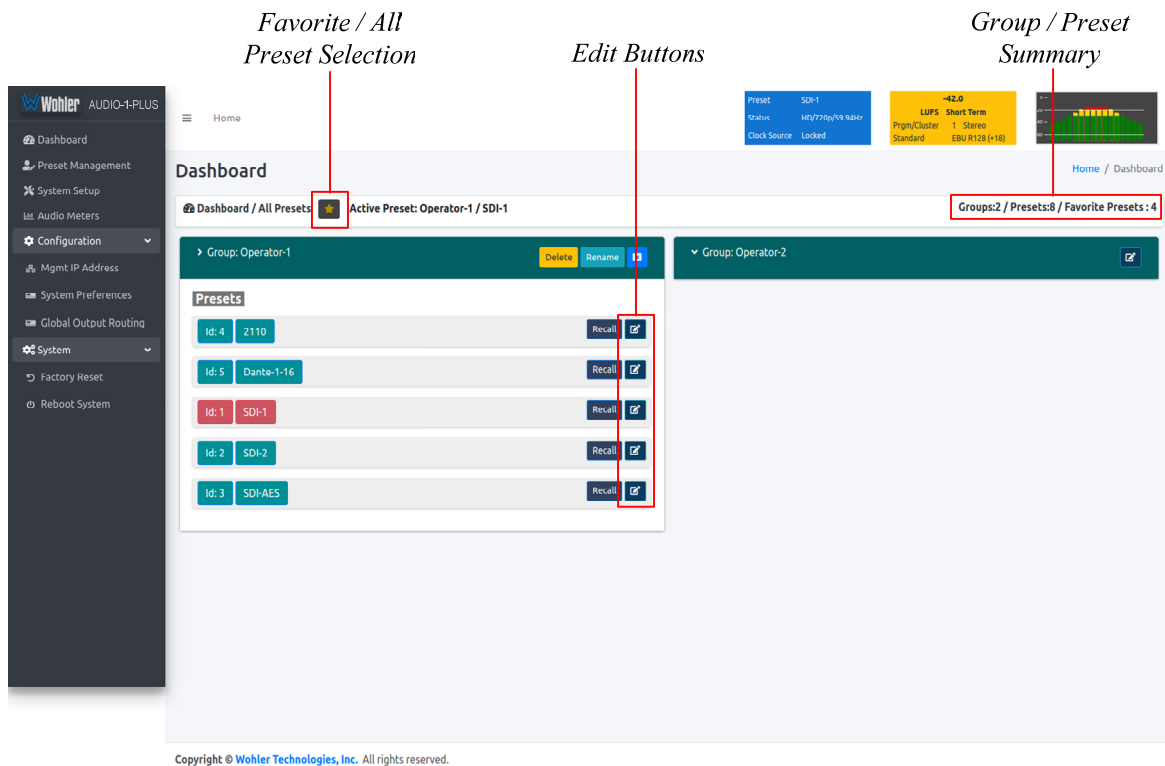 Favorite / All
Preset Selection
Edit Buttons
Group / Preset
Summary
Wohler AUDIO-1-PLUS
Home
Preset SDI-1
Status HD/720p/59.94Hz
Clock Source Locked
-42.0
LUFS Short Term
Prgm/Cluster 1 Stereo
Standard EBU R128 (+18)
0
-20
-40
-60
Dashboard
Preset Management
System Setup
Audio Meters
Configuration
Mgmt IP Address
System Preferences
Global Output Routing
System
Factory Reset
Reboot System
Dashboard
Home / Dashboard
Dashboard / All Presets Active Preset: Operator-1 / SDI-1
Groups:2 / Presets:8 / Favorite Presets : 4
Group: Operator-1 Delete Rename
Group: Operator-2
Presets
Id: 4 2110 Recall
Id: 5 Dante-1-16 Recall
Id: 1 SDI-1 Recall
Id: 2 SDI-2 Recall
Id: 3 SDI-AES Recall
Copyright © Wohler Technologies, Inc. All rights reserved.